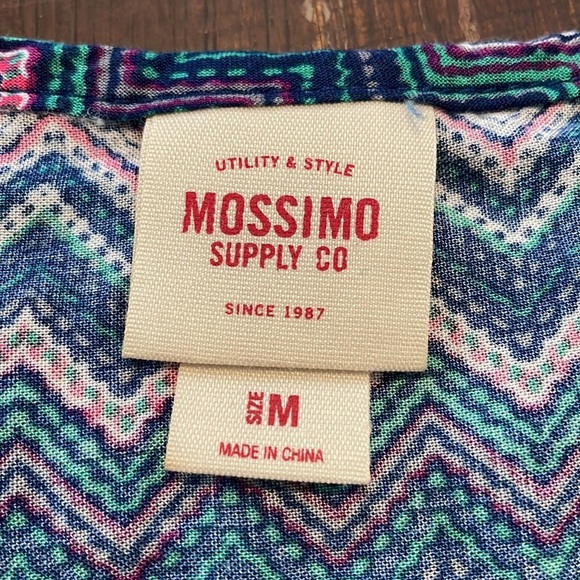 UTILITY & STYLE
MOSSIMO
SUPPLY CO
SINCE 1987
SIZE M
MADE IN CHINA